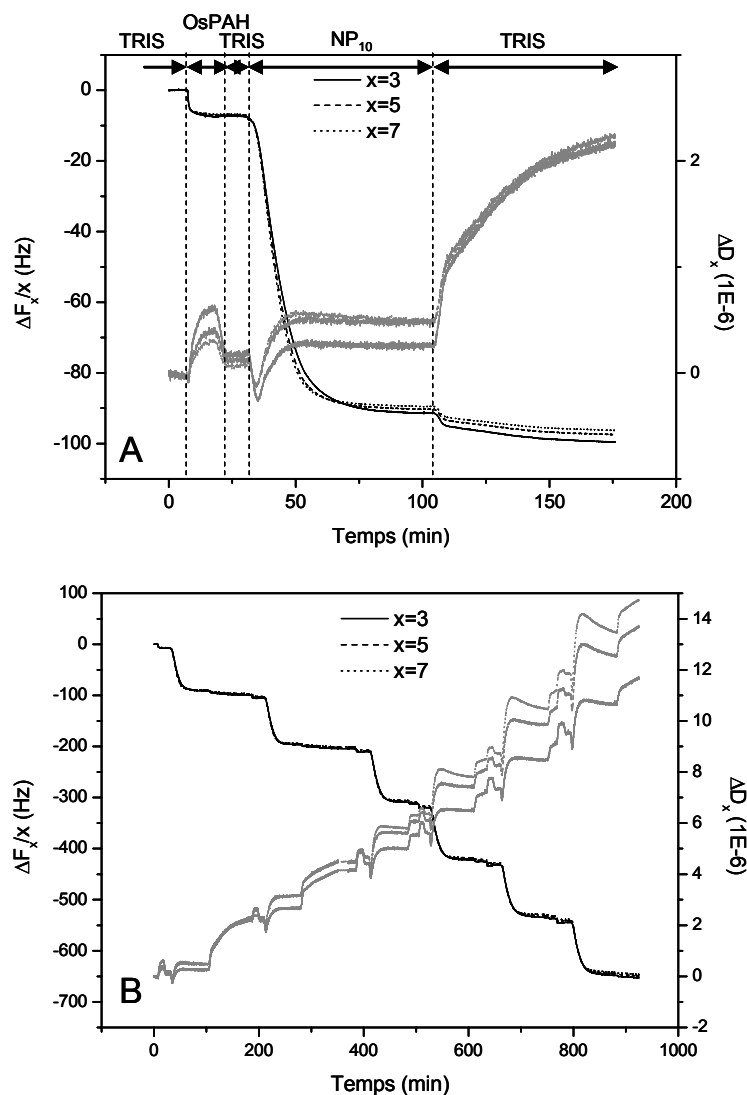 OsPAH
TRIS TRIS NP₁₀ TRIS
x=3
x=5
x=7
0
-20
-40
-60
-80
-100
ΔFₓ/x (Hz)
2
0
ΔDₓ (1E-6)
A
0 50 100 150 200
Temps (min)
100
0
-100
-200
-300
-400
-500
-600
-700
ΔFₓ/x (Hz)
x=3
x=5
x=7
14
12
10
8
6
4
2
0
-2
ΔDₓ (1E-6)
B
0 200 400 600 800 1000
Temps (min)